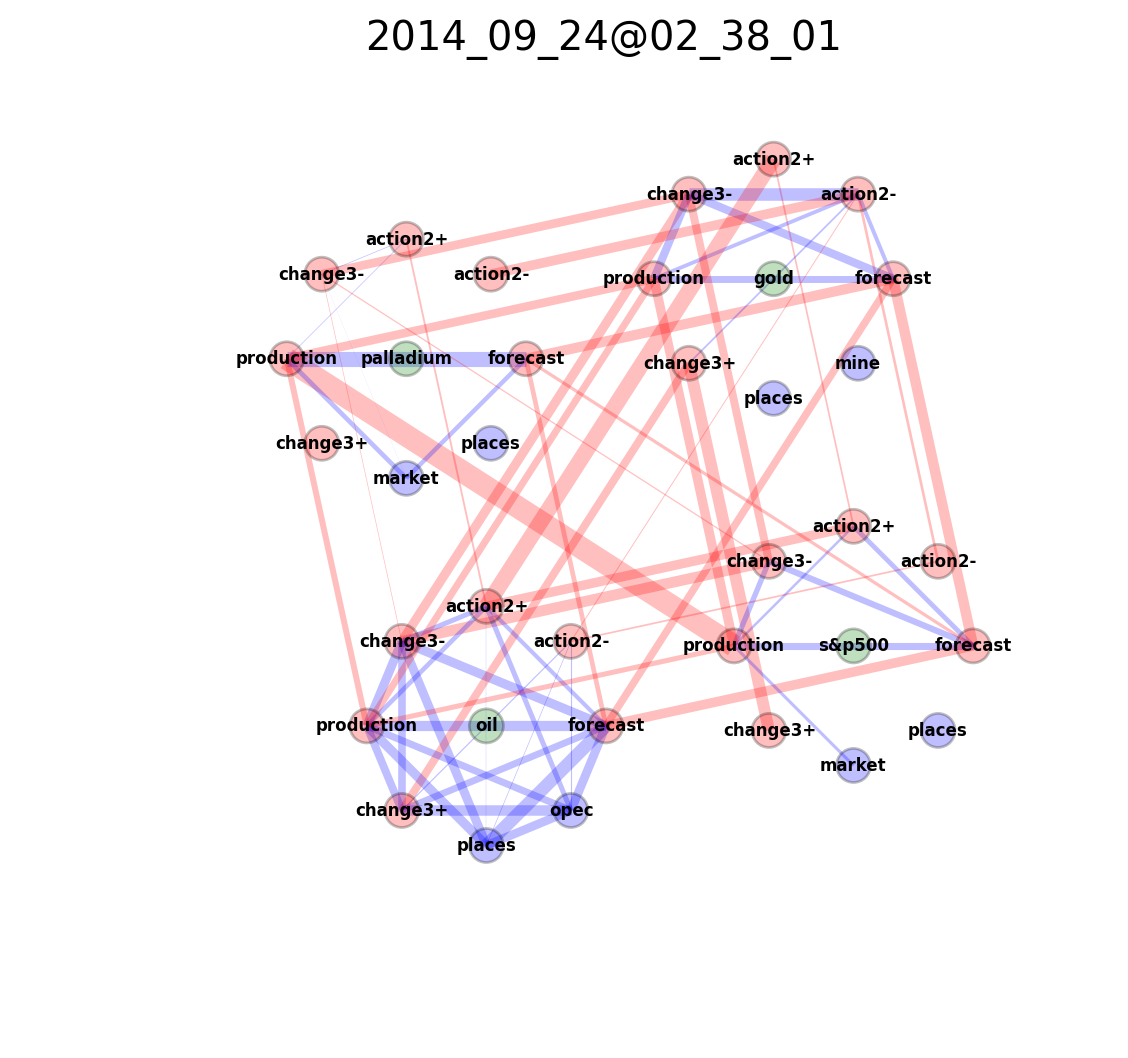 2014_09_24@02_38_01
action2+
change3-
action2-
action2+
change3-
action2-
production
gold
forecast
production
palladium
forecast
change3+
mine
places
change3+
places
market
action2+
change3-
action2-
action2+
change3-
action2-
production
s&p500
forecast
production
oil
forecast
change3+
places
market
change3+
opec
places